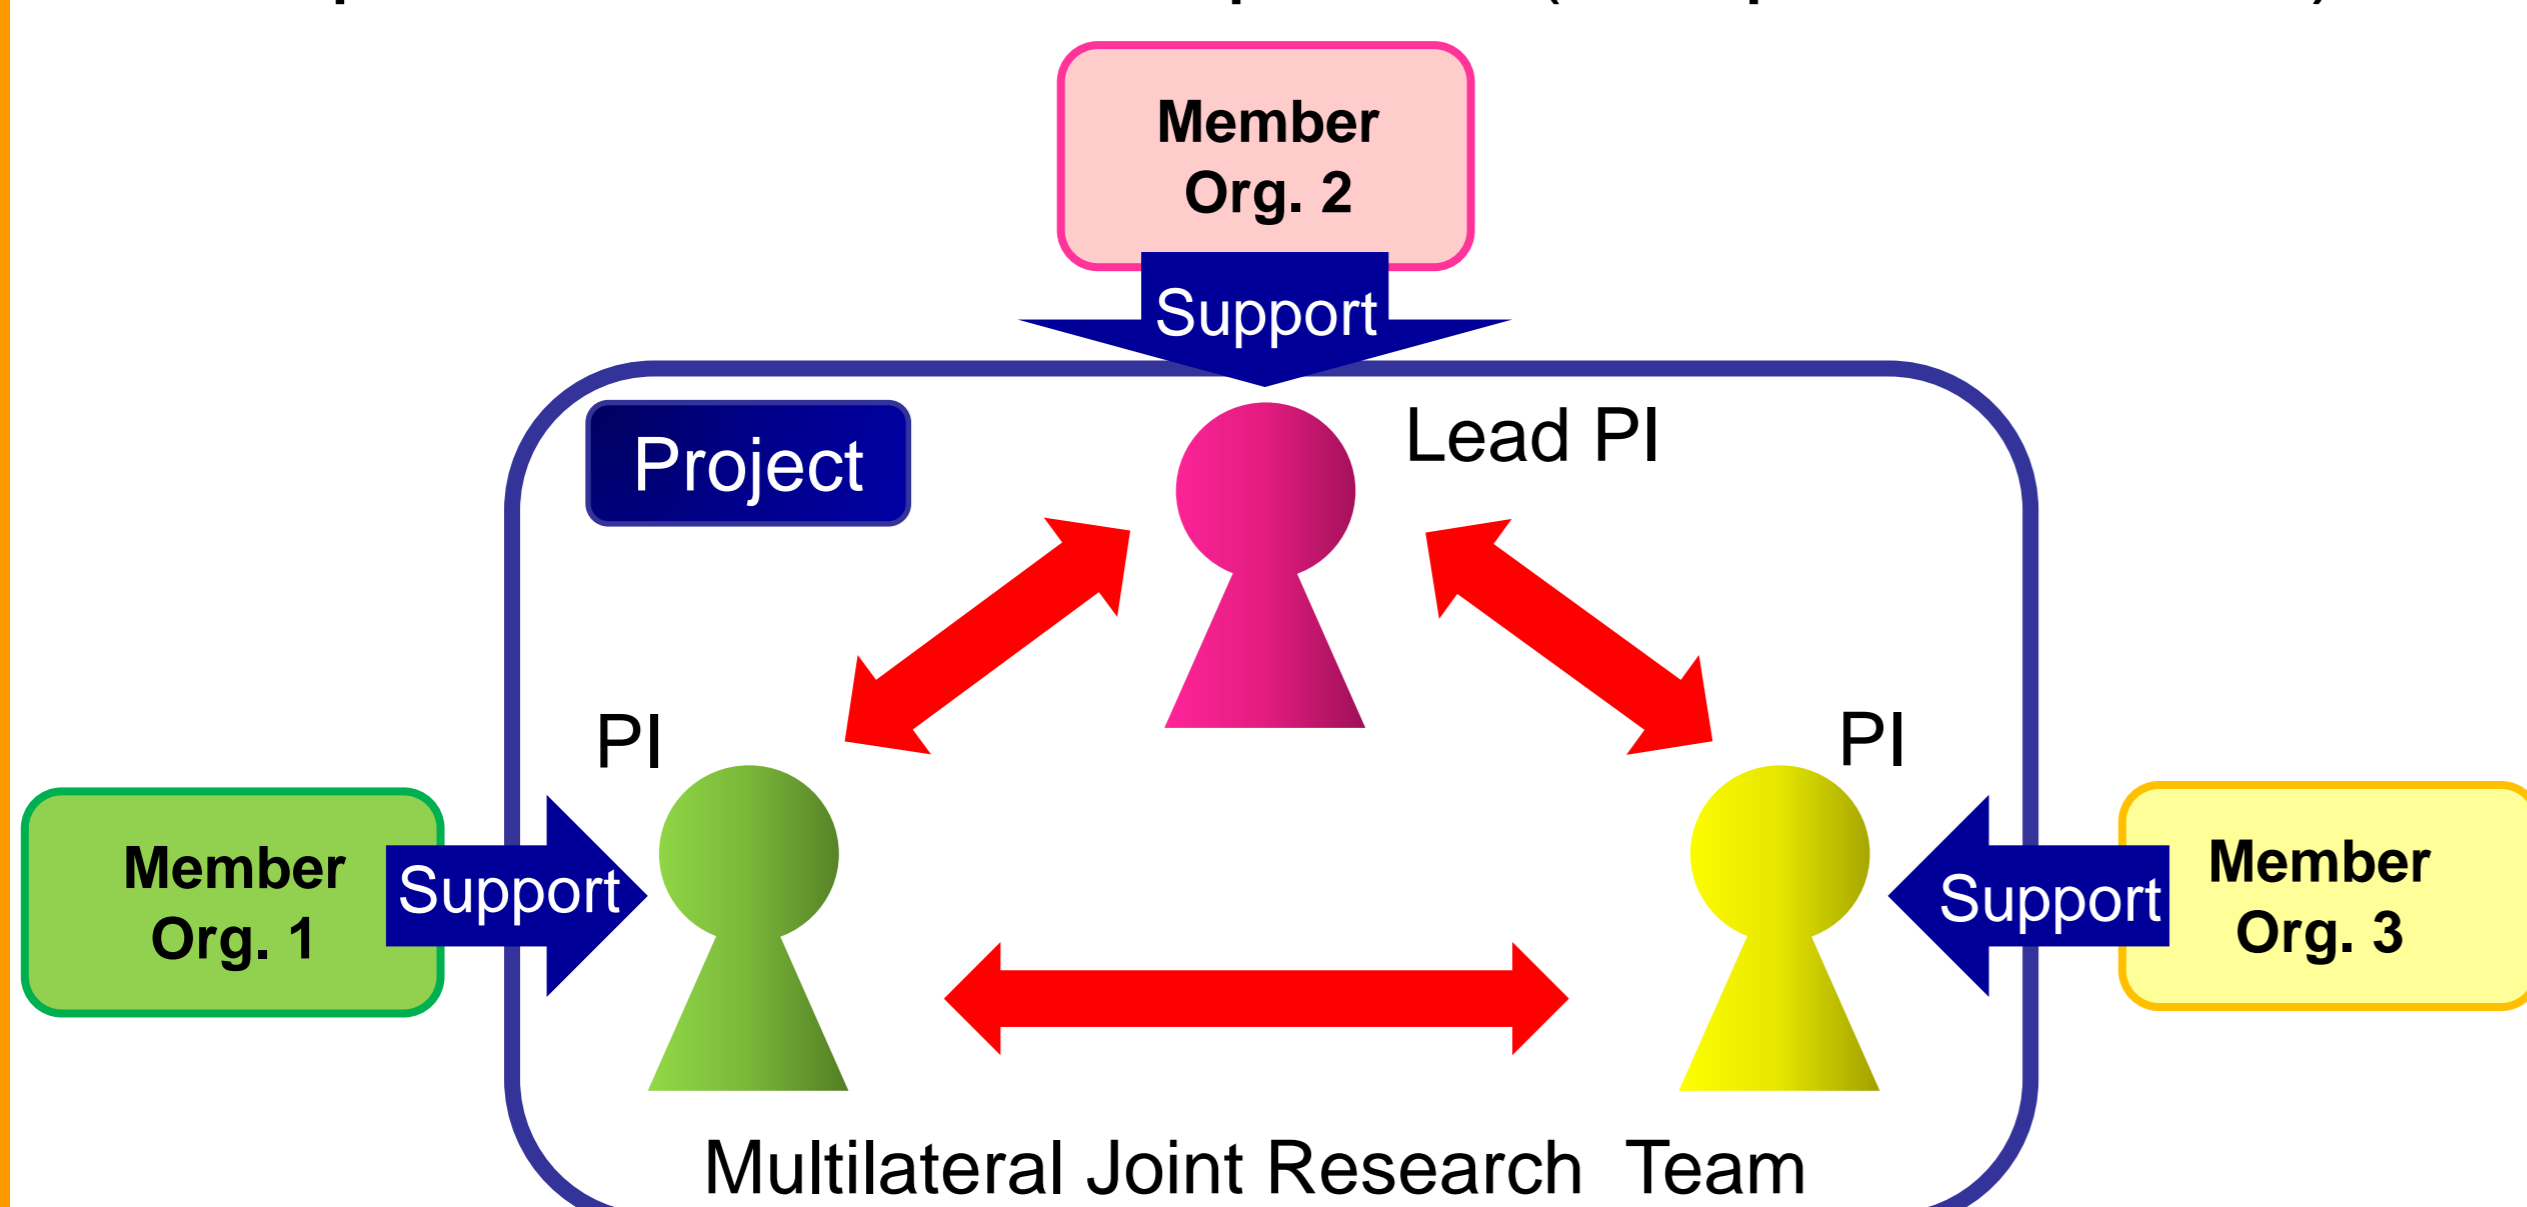 Member
Org. 2
Support
Project
Lead PI
PI
PI
Member
Org. 1
Support
Support
Member
Org. 3
Multilateral Joint Research Team